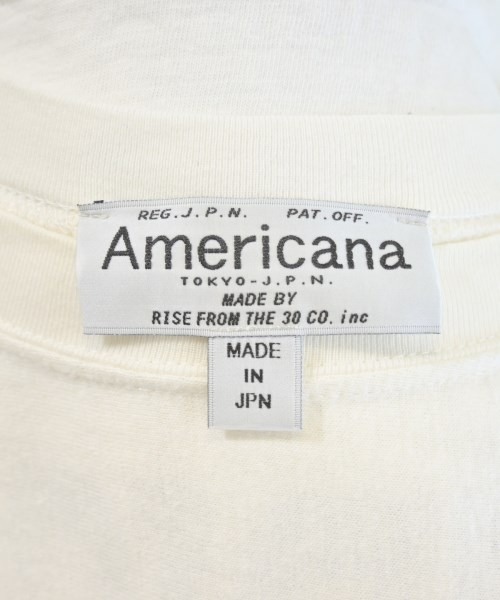 REG.J.P.N. PAT.OFF.
Americana
TOKYO-J.P.N.
MADE BY
RISE FROM THE 30 CO. inc
MADE
IN
JPN